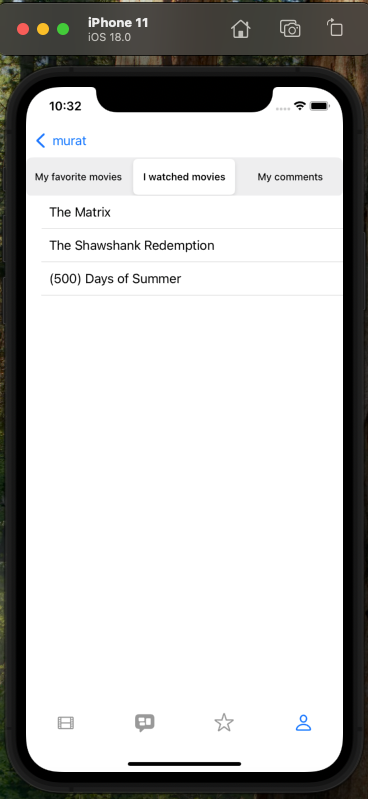 iPhone 11
iOS 18.0
10:32
murat
My favorite movies
I watched movies
My comments
The Matrix
The Shawshank Redemption
(500) Days of Summer